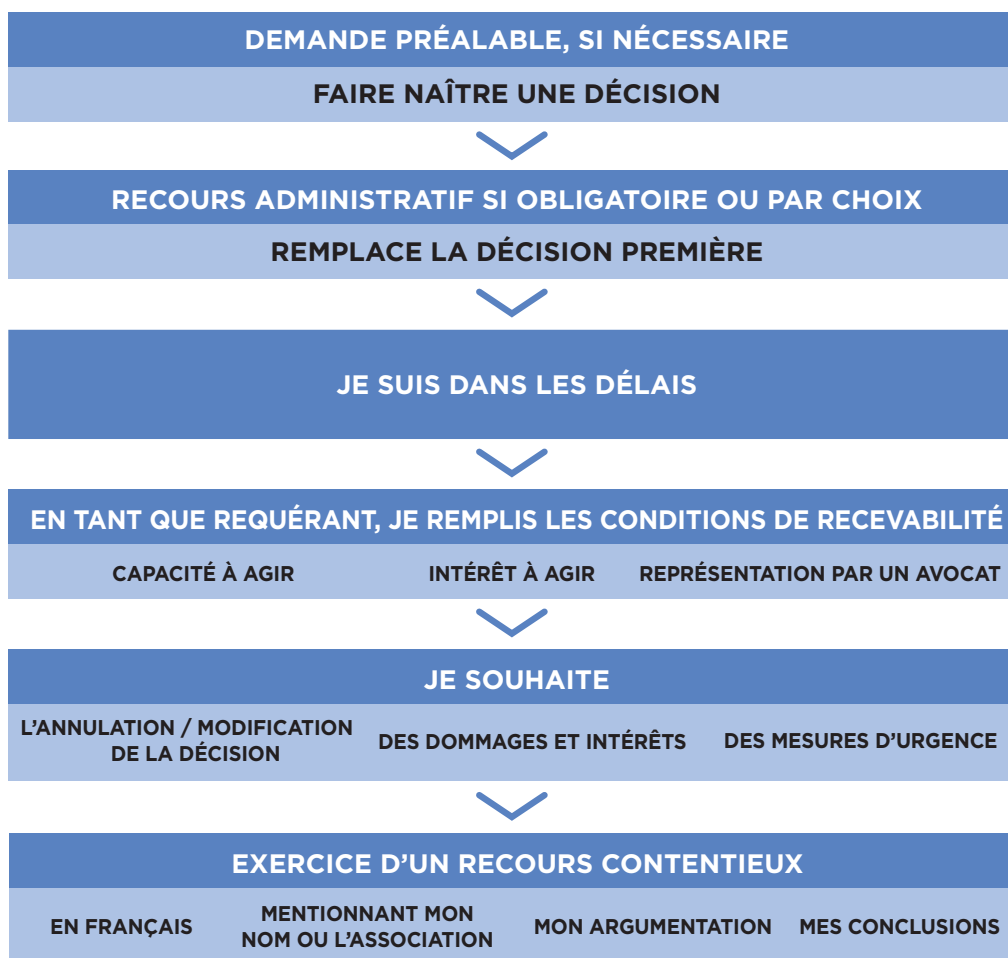 DEMANDE PRÉALABLE, SI NÉCESSAIRE
FAIRE NAÎTRE UNE DÉCISION
RECOURS ADMINISTRATIF SI OBLIGATOIRE OU PAR CHOIX
REMPLACE LA DÉCISION PREMIÈRE
JE SUIS DANS LES DÉLAIS
EN TANT QUE REQUÉRANT, JE REMPLIS LES CONDITIONS DE RECEVABILITÉ
CAPACITÉ À AGIR
INTÉRÊT À AGIR
REPRÉSENTATION PAR UN AVOCAT
JE SOUHAITE
L’ANNULATION / MODIFICATION
DE LA DÉCISION
DES DOMMAGES ET INTÉRÊTS
DES MESURES D’URGENCE
EXERCICE D’UN RECOURS CONTENTIEUX
EN FRANÇAIS
MENTIONNANT MON
NOM OU L’ASSOCIATION
MON ARGUMENTATION
MES CONCLUSIONS